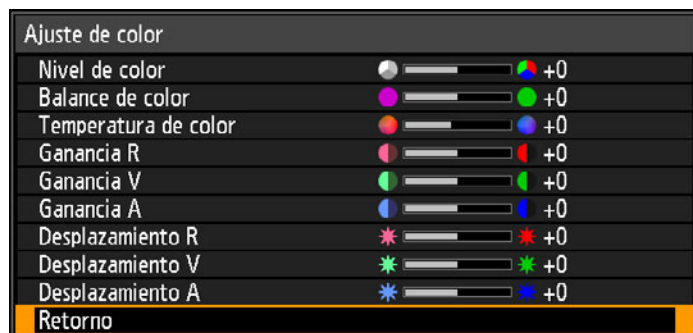 Ajuste de color
Nivel de color +0
Balance de color +0
Temperatura de color +0
Ganancia R +0
Ganancia V +0
Ganancia A +0
Desplazamiento R +0
Desplazamiento V +0
Desplazamiento A +0
Retorno